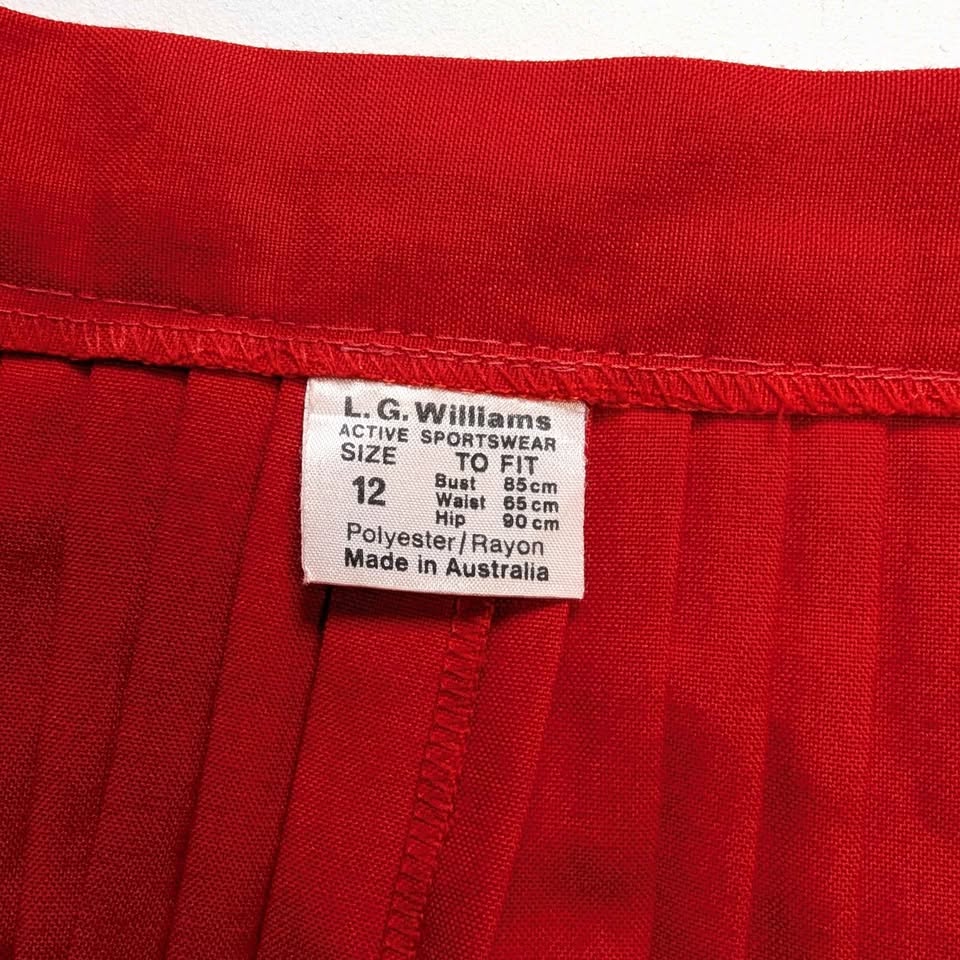 L.G. Williams
ACTIVE SPORTSWEAR
SIZE TO FIT
12 Bust 85cm
Waist 65cm
Hip 90cm
Polyester/Rayon
Made in Australia